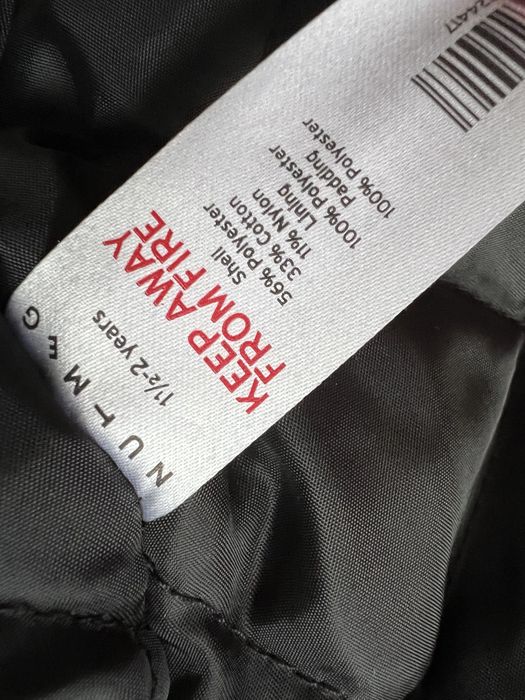 NUTMEG
1½-2 years
KEEP AWAY
FROM FIRE
Shell
56% Polyester
33% Cotton
11% Nylon
Lining
100% Polyester
Padding
100% Polyester